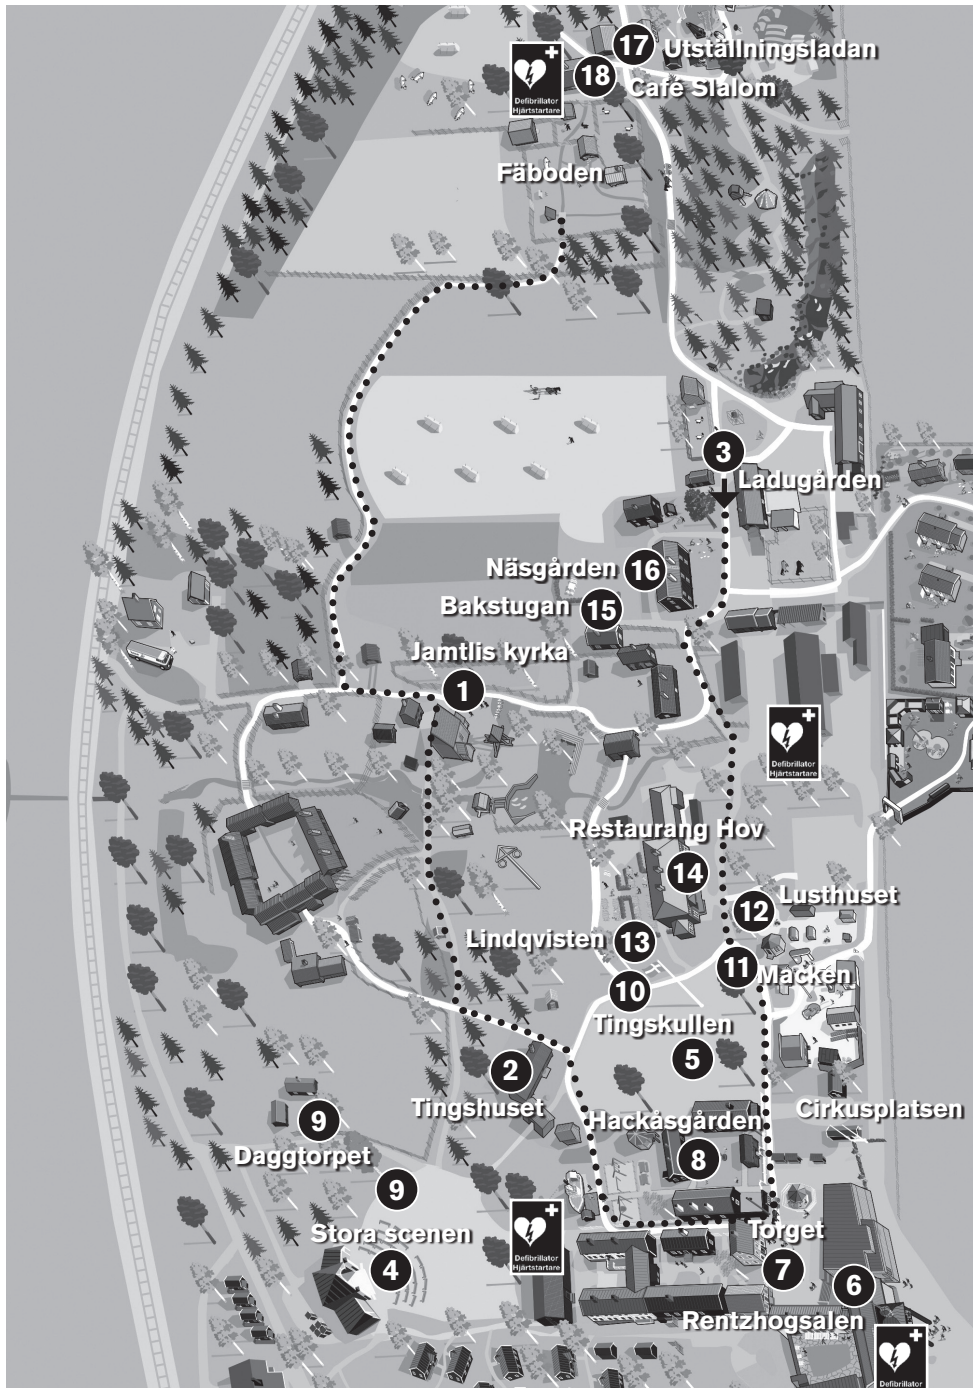 17 Utställningsladan
Defibrillator
Hjärtstartare
18 Café Slalom
Fäboden
3
Ladugården
Näsgården 16
Bakstugan 15
Jamtlis kyrka
1
Defibrillator
Hjärtstartare
Restaurang Hov
14
Lusthuset
12
Lindqvisten 13
11 Macken
10
Tingskullen
5
2
Tingshuset
Cirkusplatsen
Hackåsgården
8
9
Daggtorpet
9
Stora scenen
4
Defibrillator
Hjärtstartare
Torget
7
6
Rentzhogsalen
Defibrillator